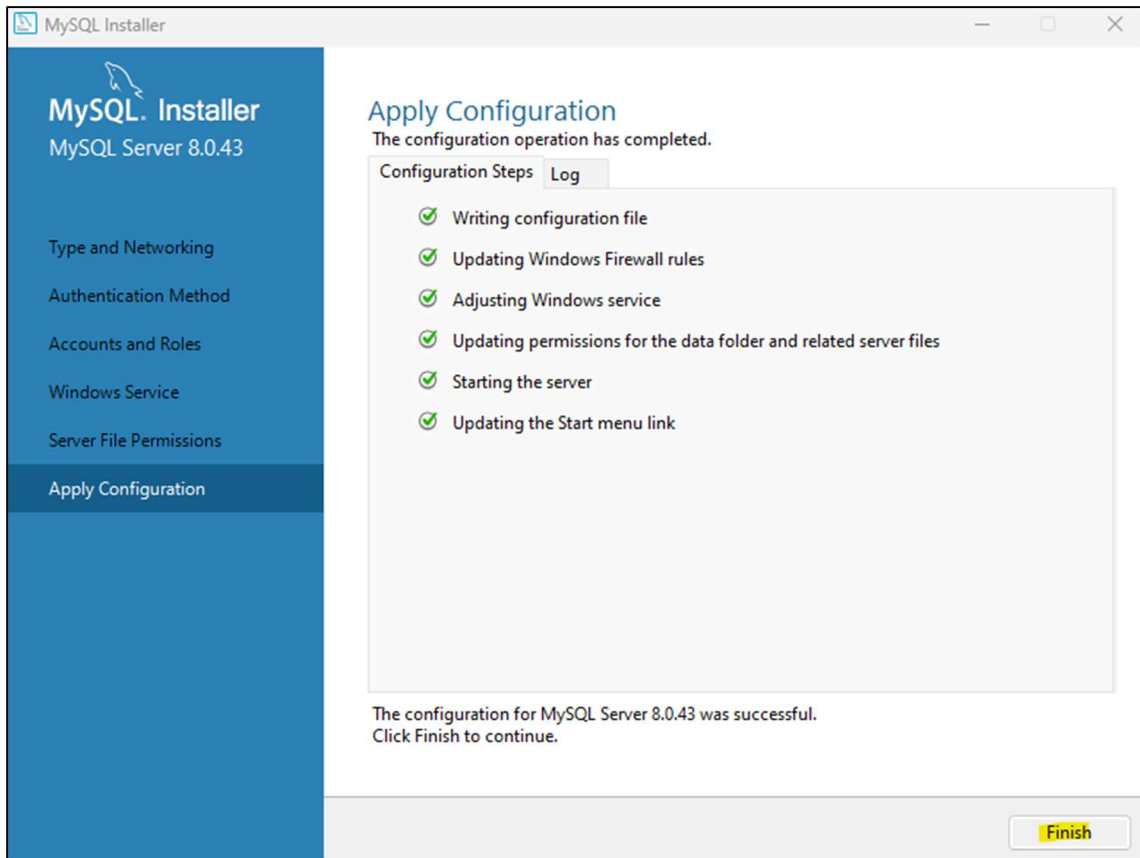 MySQL Installer
MySQL. Installer
MySQL Server 8.0.43
Type and Networking
Authentication Method
Accounts and Roles
Windows Service
Server File Permissions
Apply Configuration
Apply Configuration
The configuration operation has completed.
Configuration Steps
Log
Writing configuration file
Updating Windows Firewall rules
Adjusting Windows service
Updating permissions for the data folder and related server files
Starting the server
Updating the Start menu link
The configuration for MySQL Server 8.0.43 was successful.
Click Finish to continue.
Finish